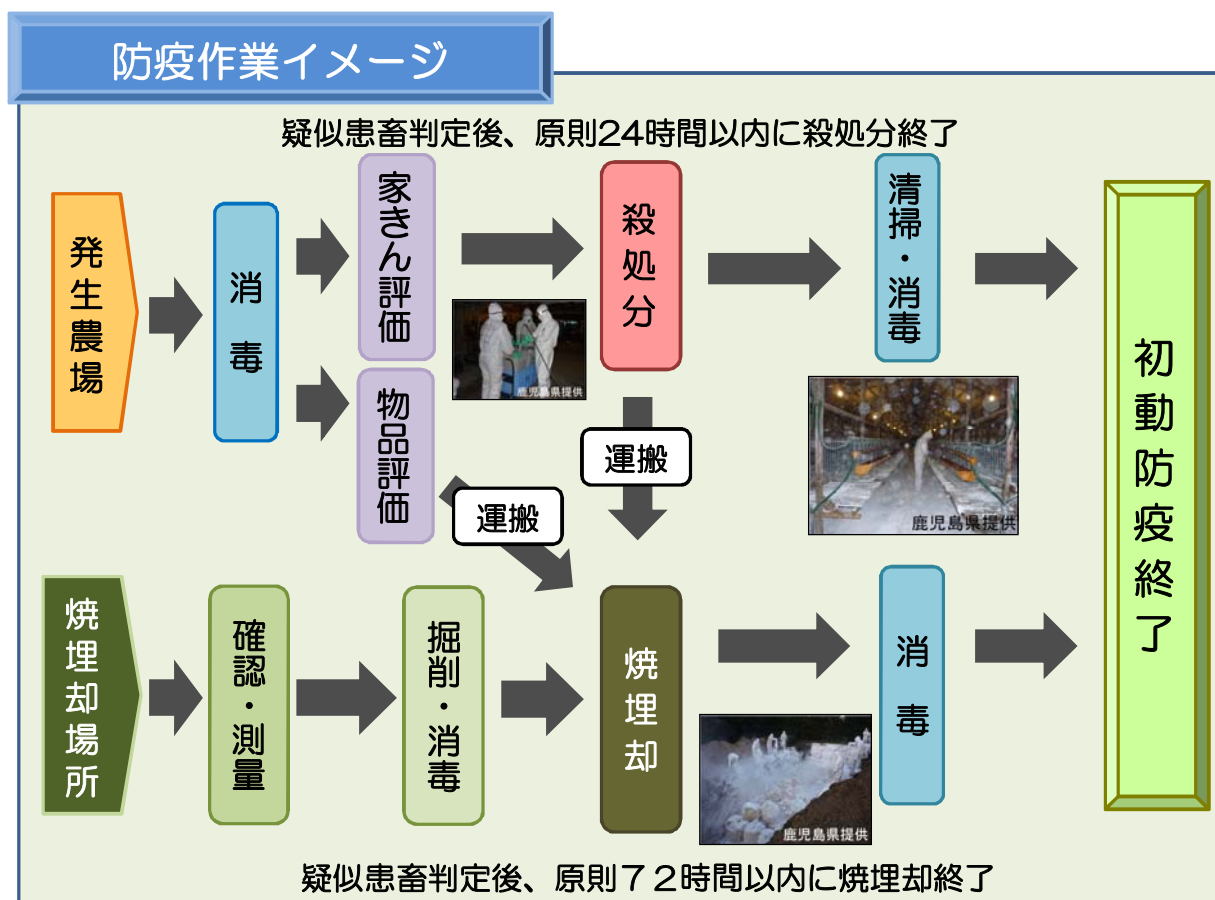 防疫作業イメージ
疑似患畜判定後、原則24時間以内に殺処分終了
発生農場
消毒
家きん評価
物品評価
殺処分
清掃・消毒
鹿児島県提供
鹿児島県提供
運搬
運搬
初動防疫終了
焼埋却場所
確認・測量
掘削・消毒
焼埋却
消毒
鹿児島県提供
疑似患畜判定後、原則７２時間以内に焼埋却終了